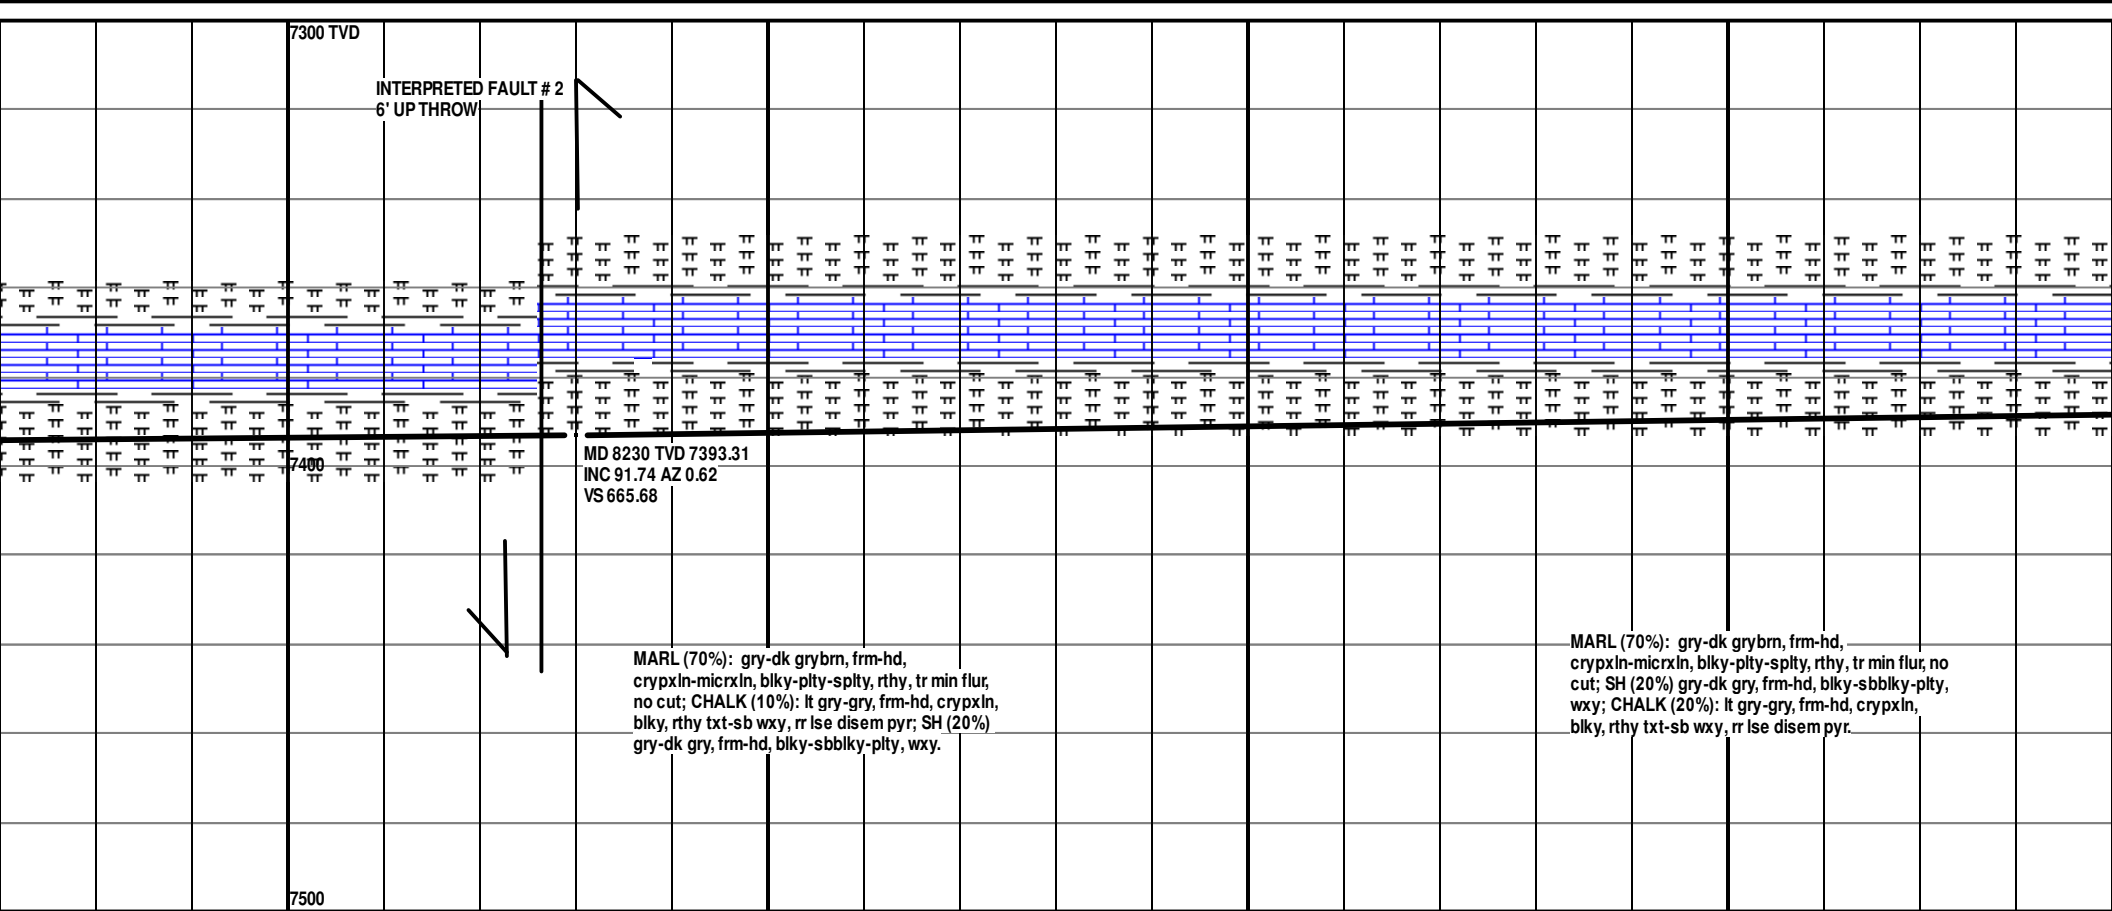 7300 TVD
INTERPRETED FAULT # 2
6' UP THROW
7400
MD 8230 TVD 7393.31
INC 91.74 AZ 0.62
VS 665.68
MARL (70%): gry-dk grybrn, frm-hd,
crypxln-micrxln, blky-plty-splty, rthy, tr min flur,
no cut; CHALK (10%): lt gry-gry, frm-hd, crypxln,
blky, rthy txt-sb wxy, rr lse disem pyr; SH (20%)
gry-dk gry, frm-hd, blky-sbblky-plty, wxy.
MARL (70%): gry-dk grybrn, frm-hd,
crypxln-micrxln, blky-plty-splty, rthy, tr min flur, no
cut; SH (20%) gry-dk gry, frm-hd, blky-sbblky-plty,
wxy; CHALK (20%): lt gry-gry, frm-hd, crypxln,
blky, rthy txt-sb wxy, rr lse disem pyr.
7500